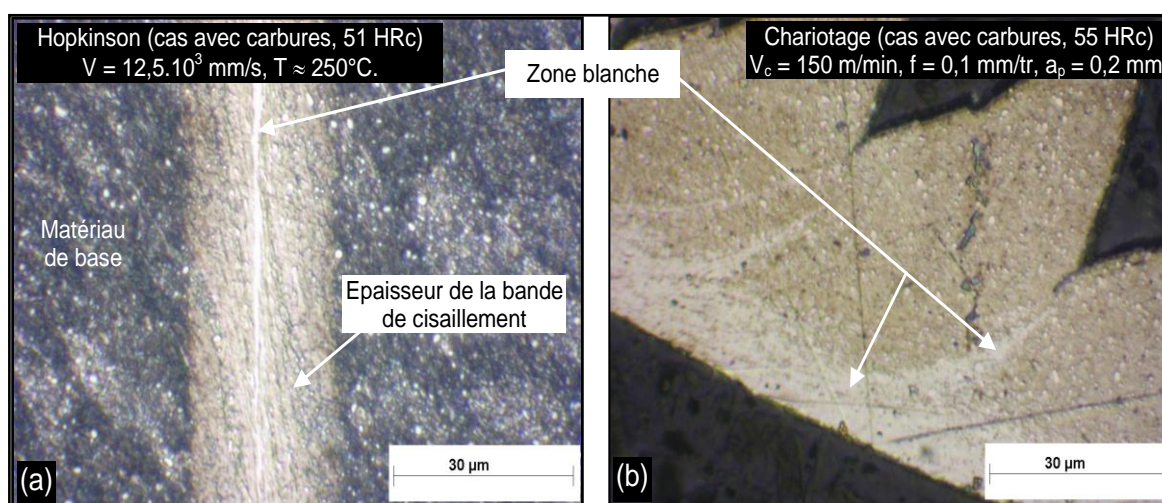 Hopkinson (cas avec carbures, 51 HRc)
V = 12,5.10³ mm/s, T ≈ 250°C.
Zone blanche
Chariotage (cas avec carbures, 55 HRc)
Vc = 150 m/min, f = 0,1 mm/tr, ap = 0,2 mm
Matériau
de base
Epaisseur de la bande
de cisaillement
30 µm
(a)
30 µm
(b)